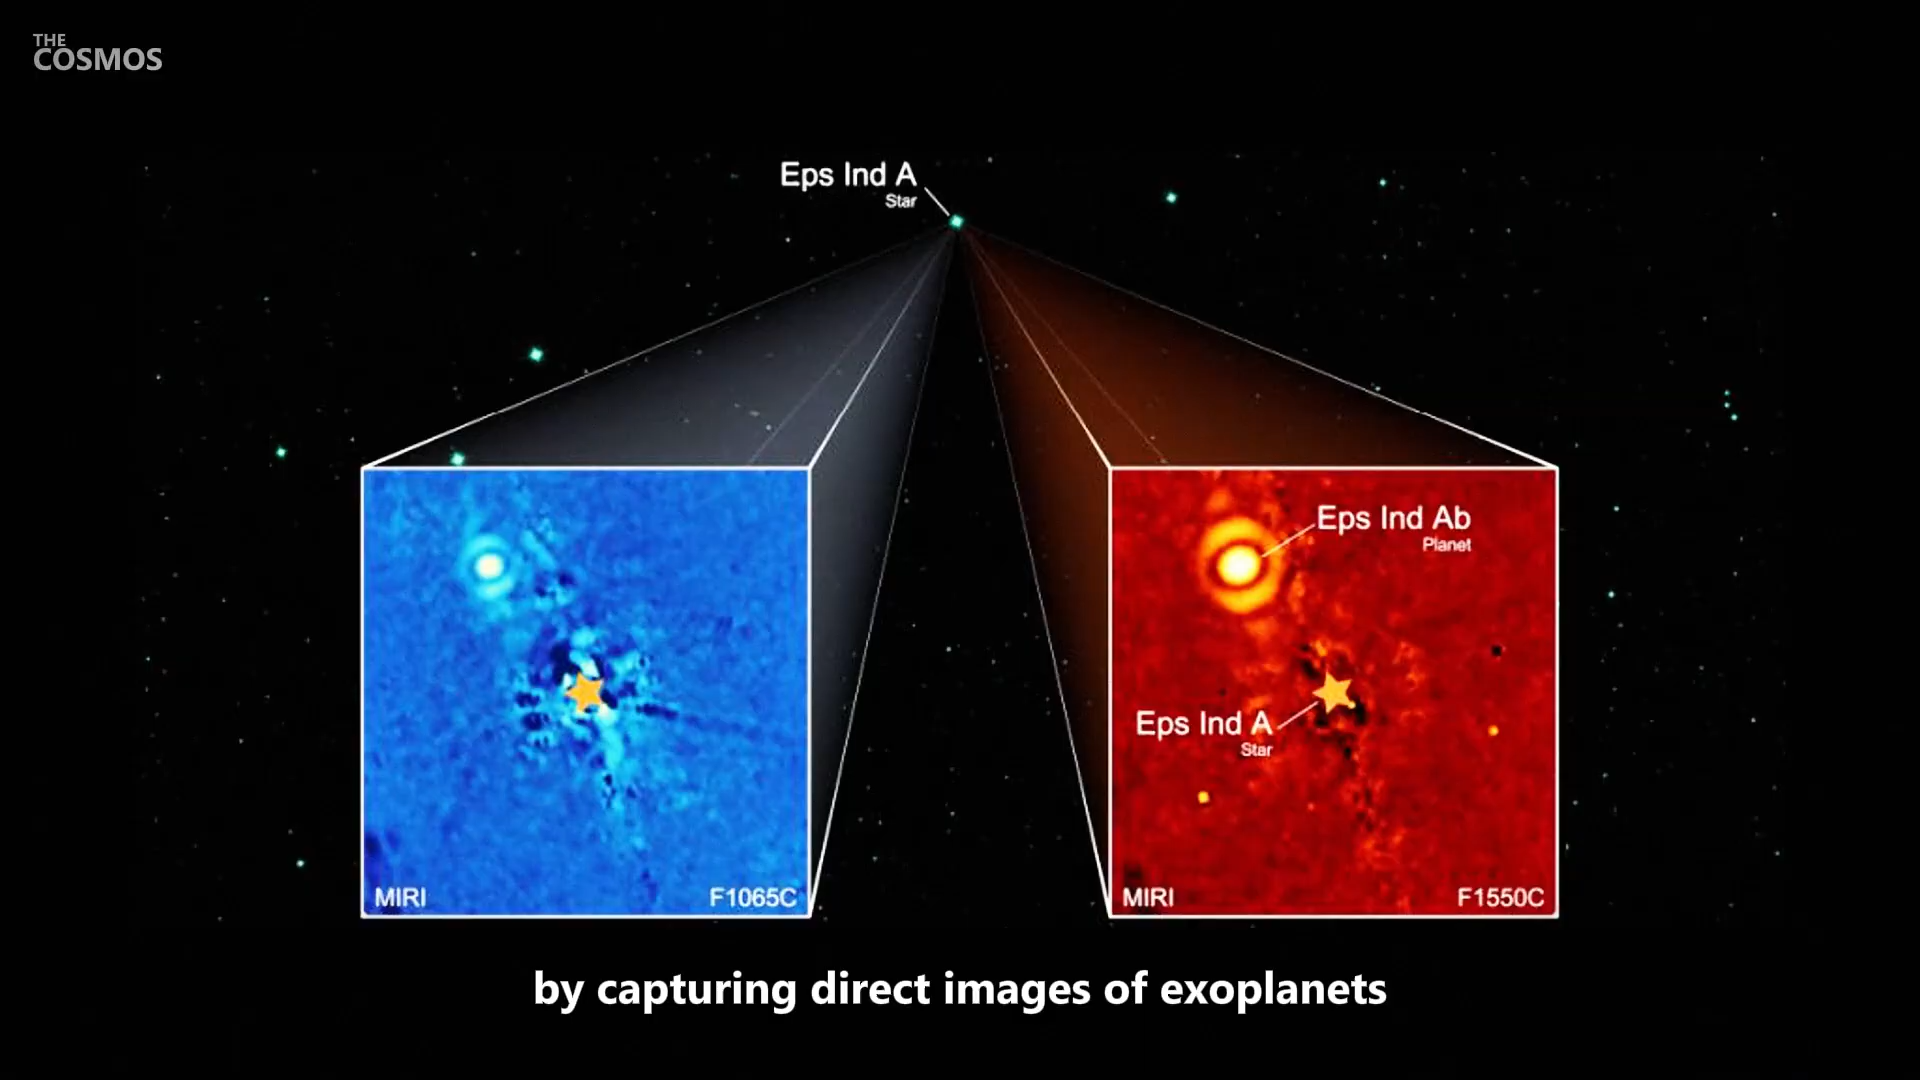 THE
COSMOS
Eps Ind A
Star
Eps Ind Ab
Planet
Eps Ind A
Star
MIRI
F1065C
MIRI
F1550C
by capturing direct images of exoplanets